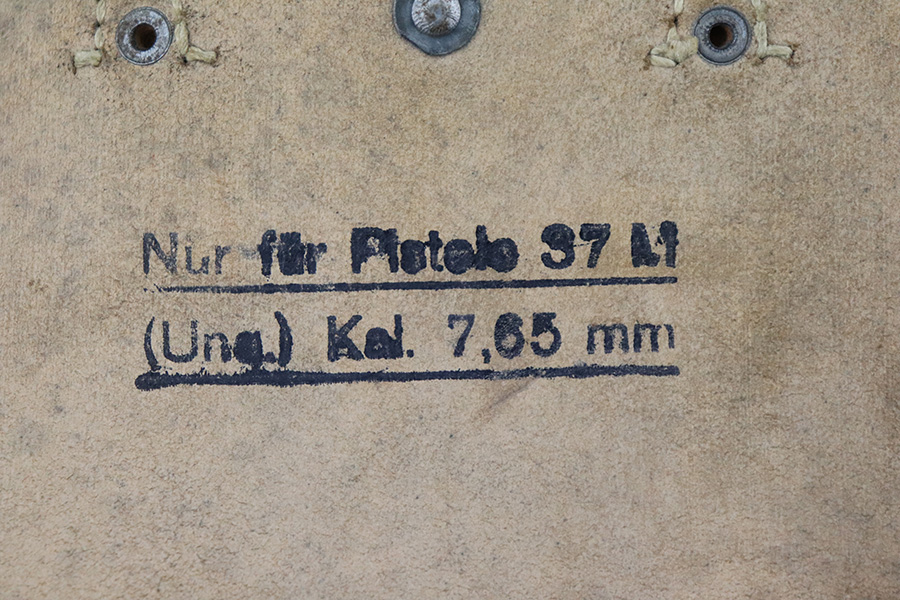 Nur für Pistole 37 M
(Ung.) Kal. 7,65 mm